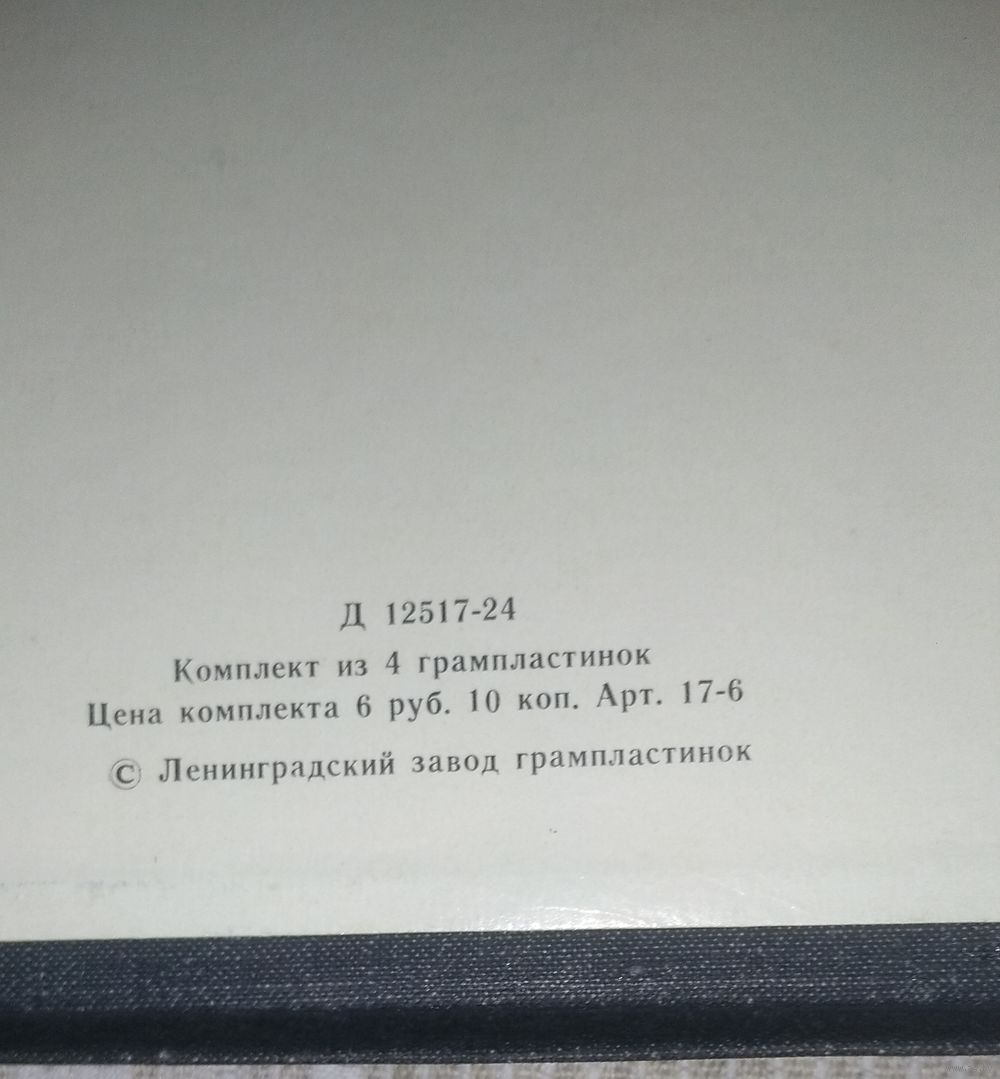 Д 12517-24
Комплект из 4 грампластинок
Цена комплекта 6 руб. 10 коп. Арт. 17-6
© Ленинградский завод грампластинок